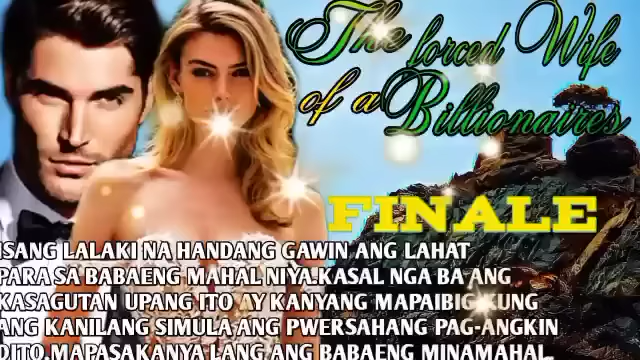 The forced Wife
of a Billionaires
FINALE
ISANG LALAKI NA HANDANG GAWIN ANG LAHAT
PARA SA BABAENG MAHAL NIYA.KASAL NGA BA ANG
KASAGUTAN UPANG ITO AY KANYANG MAPAIBIG KUNG
ANG KANILANG SIMULA ANG PWERSAHANG PAG-ANGKIN
DITO.MAPASAKANYA LANG ANG BABAENG MINAMAHAL.